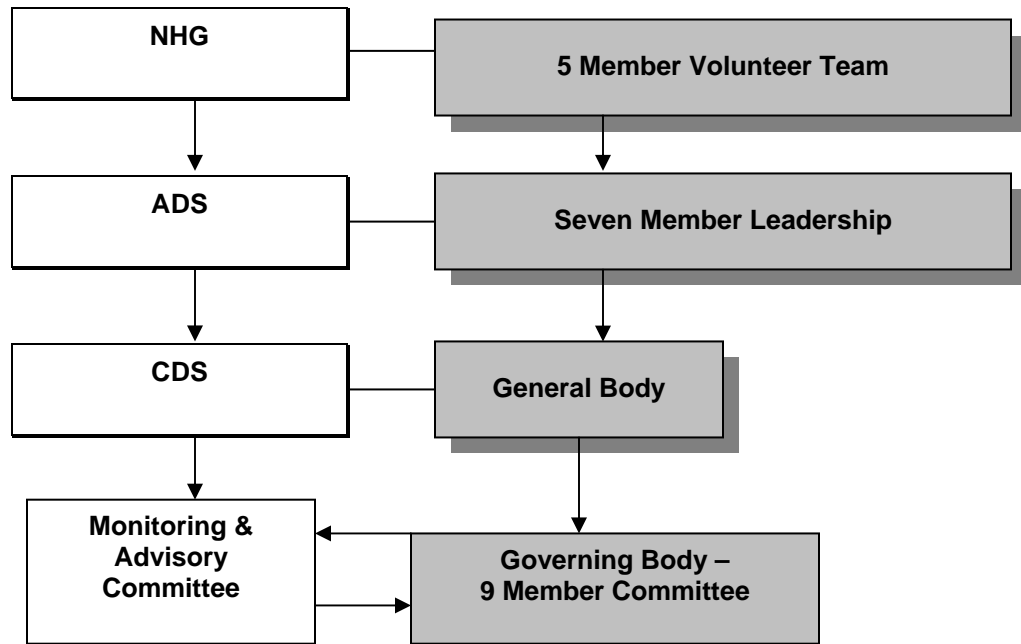 NHG
5 Member Volunteer Team
ADS
Seven Member Leadership
CDS
General Body
Monitoring &
Advisory
Committee
Governing Body –
9 Member Committee